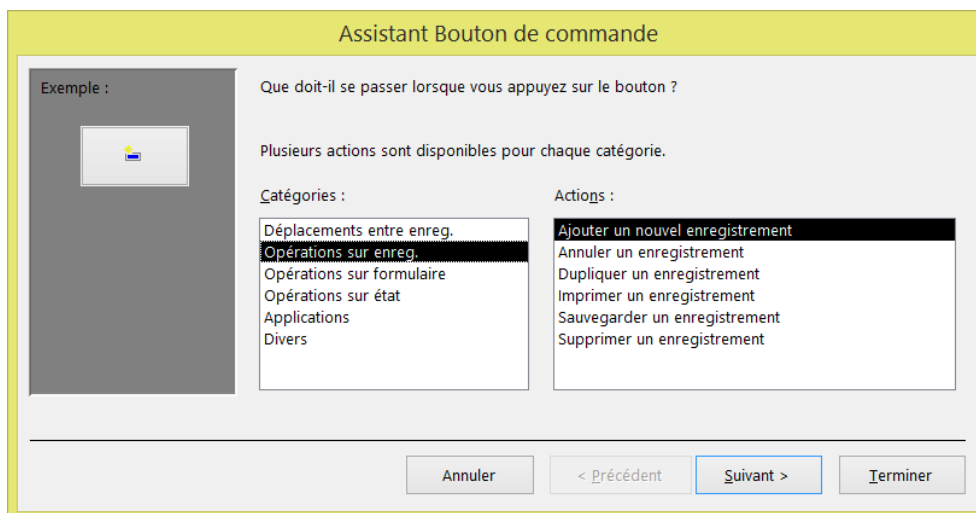 Assistant Bouton de commande
Exemple :
Que doit-il se passer lorsque vous appuyez sur le bouton ?
Plusieurs actions sont disponibles pour chaque catégorie.
Catégories :
Déplacements entre enreg.
Opérations sur enreg.
Opérations sur formulaire
Opérations sur état
Applications
Divers
Actions :
Ajouter un nouvel enregistrement
Annuler un enregistrement
Dupliquer un enregistrement
Imprimer un enregistrement
Sauvegarder un enregistrement
Supprimer un enregistrement
Annuler
< Précédent
Suivant >
Terminer